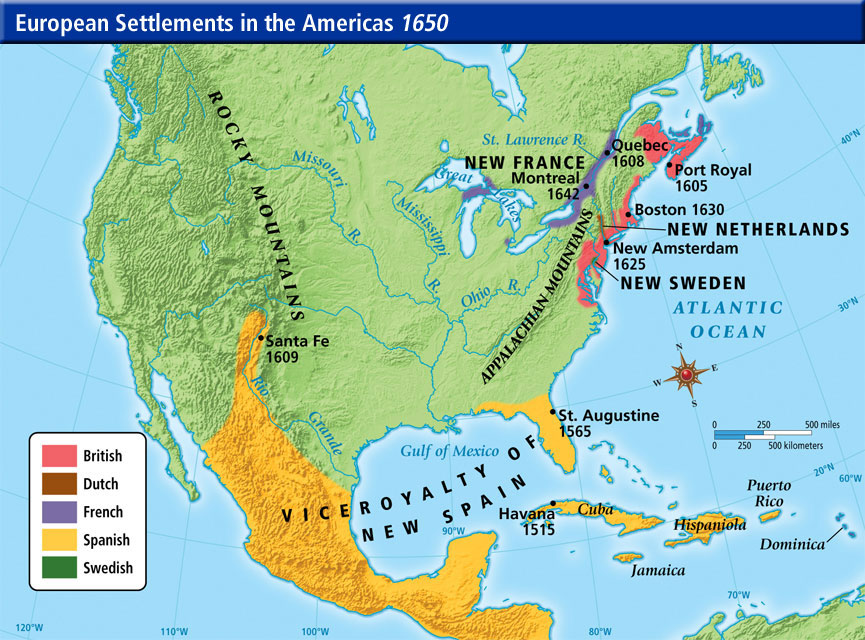 European Settlements in the Americas 1650
ROCKY MOUNTAINS
Missouri
R.
Mississippi
R.
St. Lawrence R.
NEW FRANCE
Great
Lakes
Quebec
1608
Montreal
1642
Port Royal
1605
Boston 1630
NEW NETHERLANDS
New Amsterdam
1625
NEW SWEDEN
Ohio R.
APPALACHIAN MOUNTAINS
ATLANTIC
OCEAN
40°N
30°N
20°N
60°W
N
W
E
S
Santa Fe
1609
Rio
Grande
St. Augustine
1565
Gulf of Mexico
VICEROYALTY OF
NEW SPAIN
0 250 500 miles
0 250 500 kilometers
Havana
1515
Cuba
Hispaniola
Puerto
Rico
Dominica
Jamaica
British
Dutch
French
Spanish
Swedish
120°W
110°W
100°W
90°W
80°W
70°W